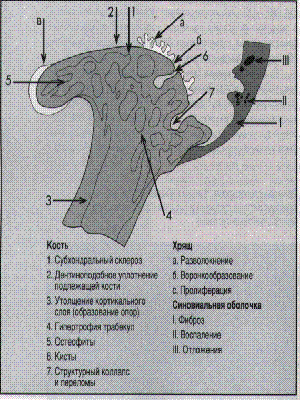 2 1
а
в
б
6
III
5
7
II
I
3
4
Кость
1. Субхондральный склероз
2. Дентиноподобное уплотнение
подлежащей кости
3. Утолщение кортикального
слоя (образование опор)
4. Гипертрофия трабекул
5. Остеофиты
6. Кисты
7. Структурный коллапс
и переломы
Хрящ
а. Разволокнение
б. Воронкообразование
с. Пролиферация
Синовиальная оболочка
I. Фиброз
II. Воспаление
III. Отложения